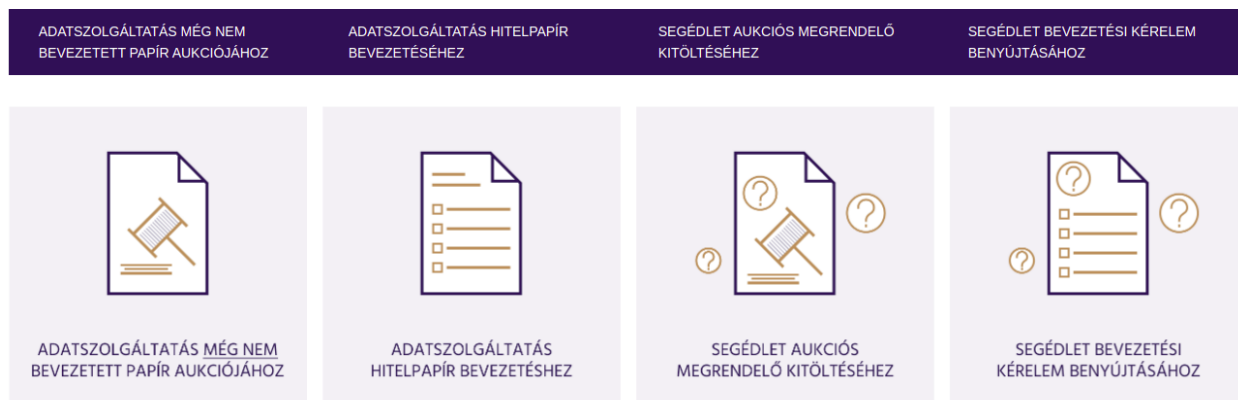 ADATSZOLGÁLTATÁS MÉG NEM
BEVEZETETT PAPÍR AUKCIÓJÁHOZ
ADATSZOLGÁLTATÁS HITELPAPÍR
BEVEZETÉSÉHEZ
SEGÉDLET AUKCIÓS MEGRENDELŐ
KITÖLTÉSÉHEZ
SEGÉDLET BEVEZETÉSI KÉRELEM
BENYÚJTÁSÁHOZ
?
?
?
?
?
?
ADATSZOLGÁLTATÁS MÉG NEM
BEVEZETETT PAPÍR AUKCIÓJÁHOZ
ADATSZOLGÁLTATÁS
HITELPAPÍR BEVEZETÉSHEZ
SEGÉDLET AUKCIÓS
MEGRENDELŐ KITÖLTÉSÉHEZ
SEGÉDLET BEVEZETÉSI
KÉRELEM BENYÚJTÁSÁHOZ